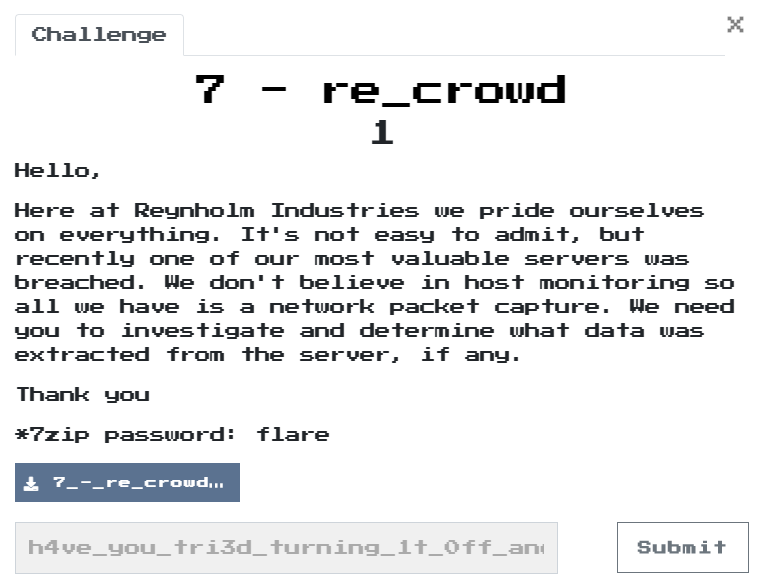 Challenge
×
7 - re_crowd
1
Hello,
Here at Reynholm Industries we pride ourselves
on everything. It's not easy to admit, but
recently one of our most valuable servers was
breached. We don't believe in host monitoring so
all we have is a network packet capture. We need
you to investigate and determine what data was
extracted from the server, if any.
Thank you
*7zip password: flare
7_-_re_crowd…
h4ve_you_tri3d_turning_1t_0ff_an
Submit